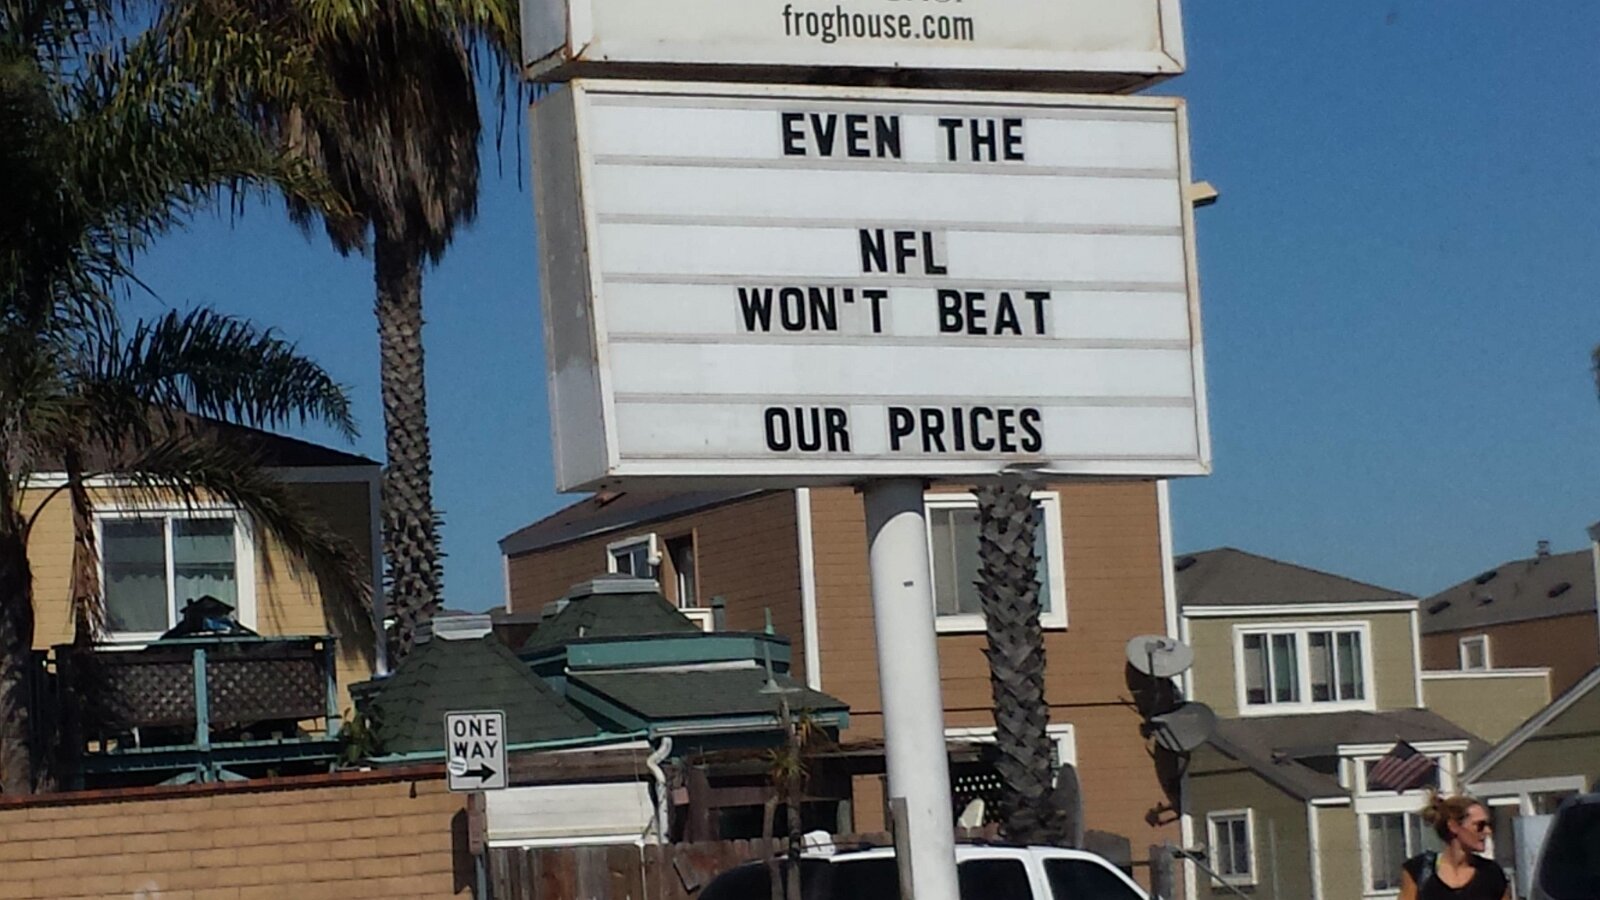 froghouse.com
EVEN THE
NFL
WON'T BEAT
OUR PRICES
ONE
WAY